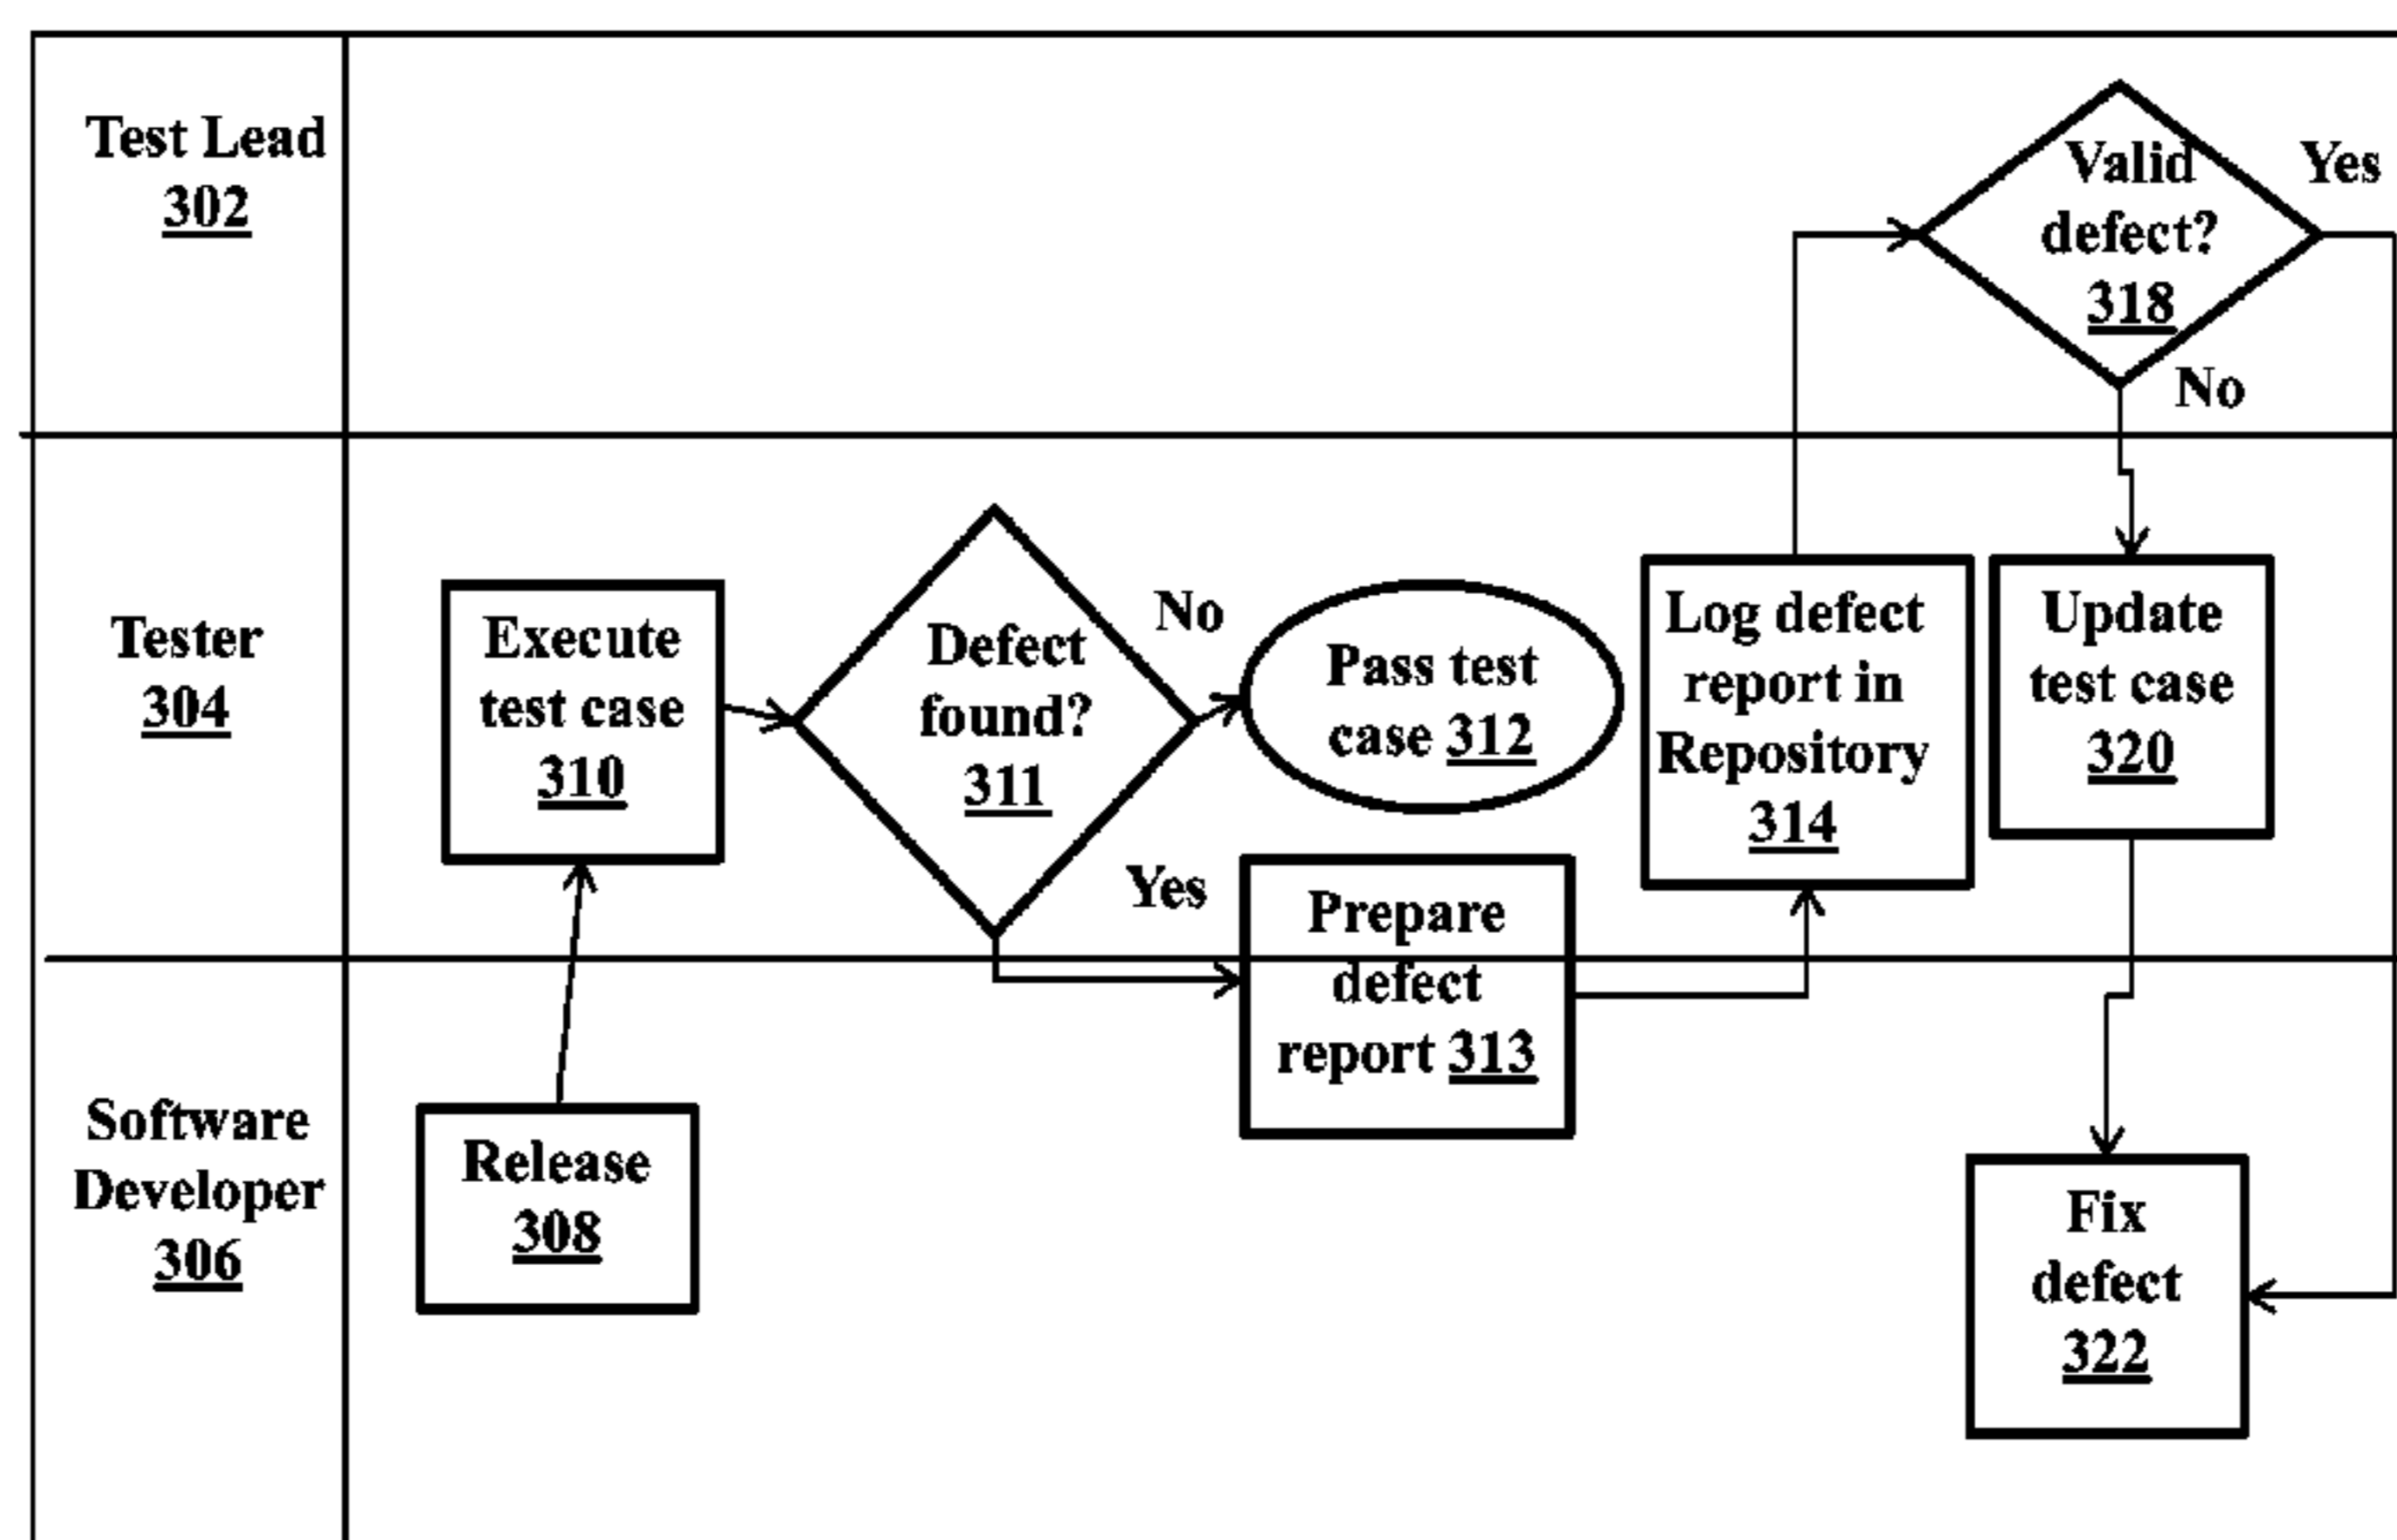 Test Lead
302
Valid
defect?
318
Yes
No
Tester
304
Execute
test case
310
Defect
found?
311
No
Yes
Pass test
case 312
Prepare
defect
report 313
Log defect
report in
Repository
314
Update
test case
320
Software
Developer
306
Release
308
Fix
defect
322